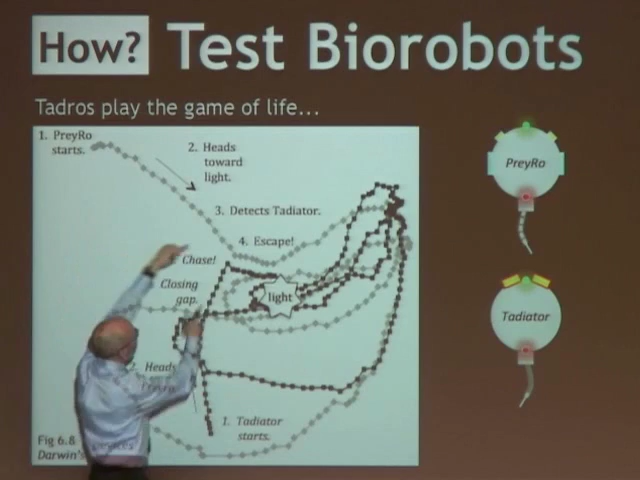 How? Test Biorobots
Tadros play the game of life...
1. PreyRo
starts.
2. Heads
toward
light.
3. Detects Tadiator.
4. Escape!
Chase!
Closing
gap.
light
2. Heads
1. Tadiator
starts.
Fig 6.8
Darwin's
PreyRo
Tadiator